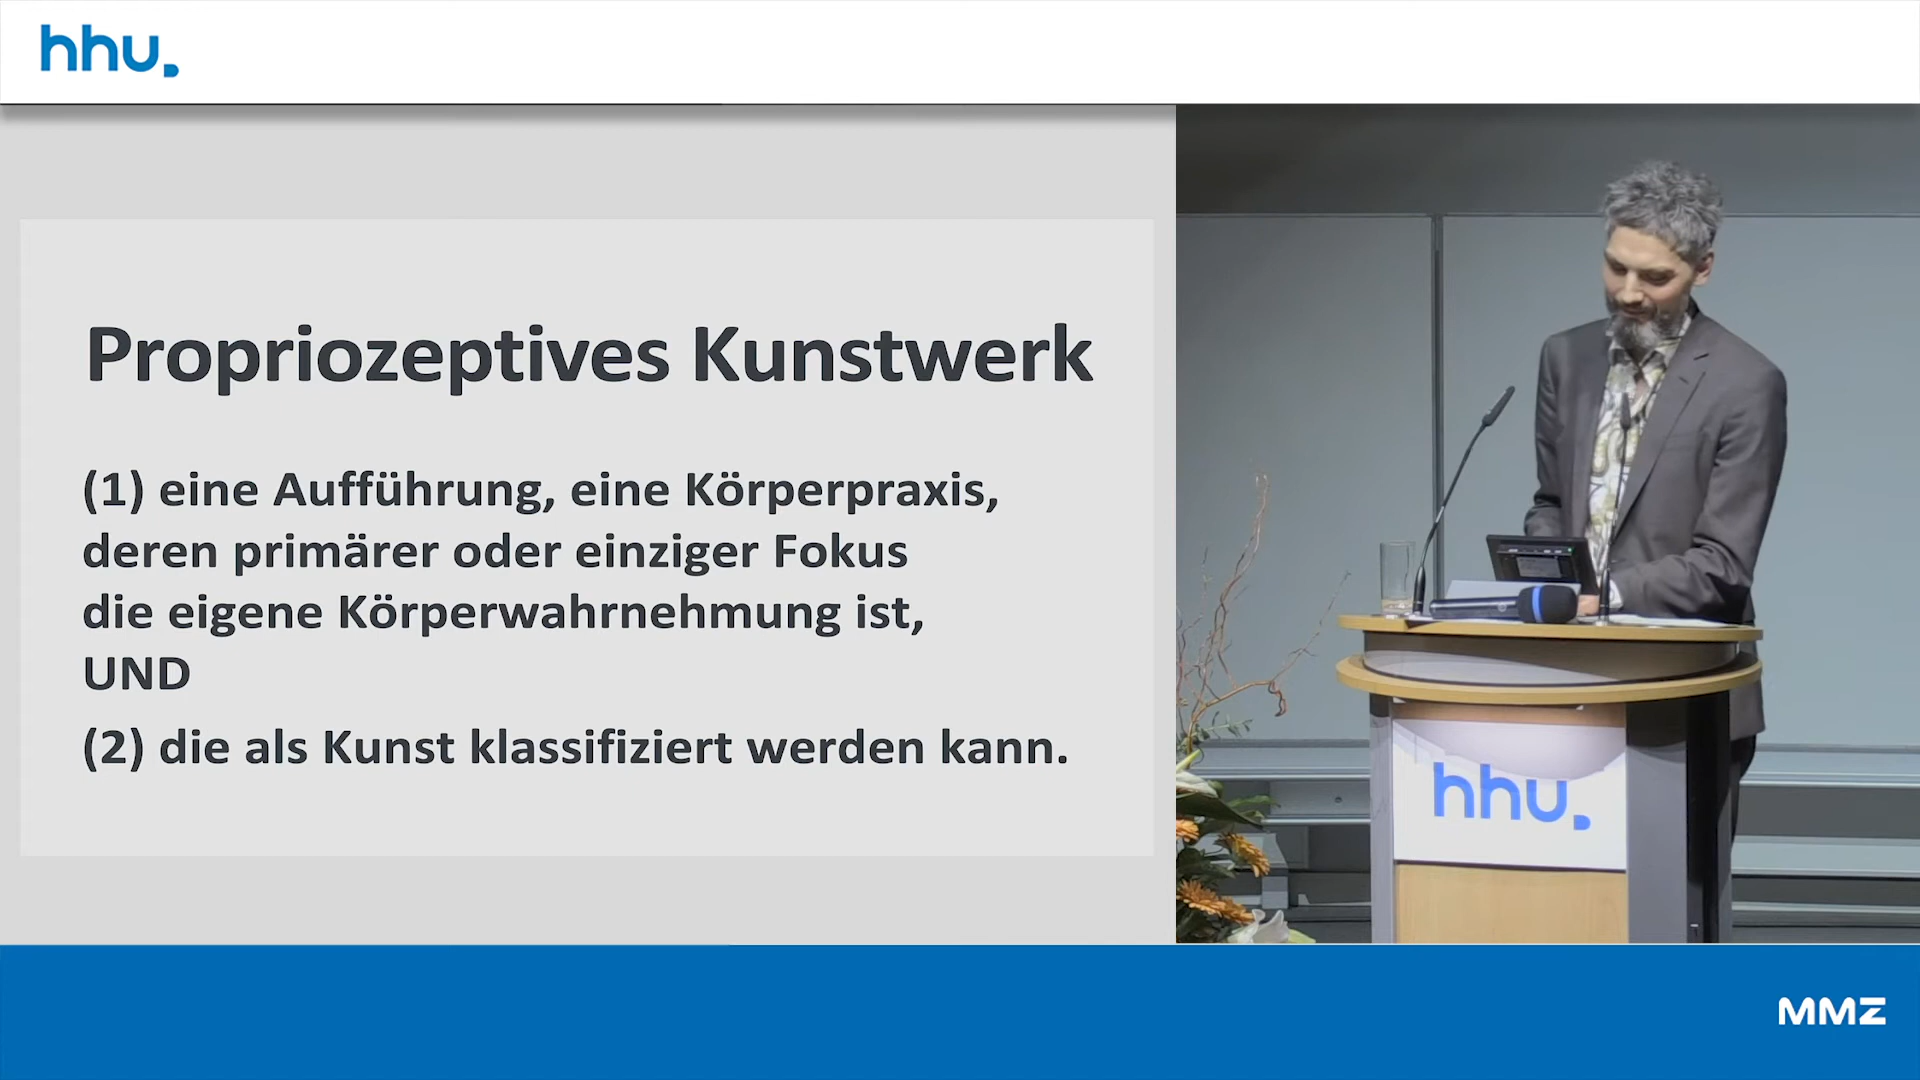 hhu.
Propriozeptives Kunstwerk
(1) eine Aufführung, eine Körperpraxis,
deren primärer oder einziger Fokus
die eigene Körperwahrnehmung ist,
UND
(2) die als Kunst klassifiziert werden kann.
hhu.
MMZ